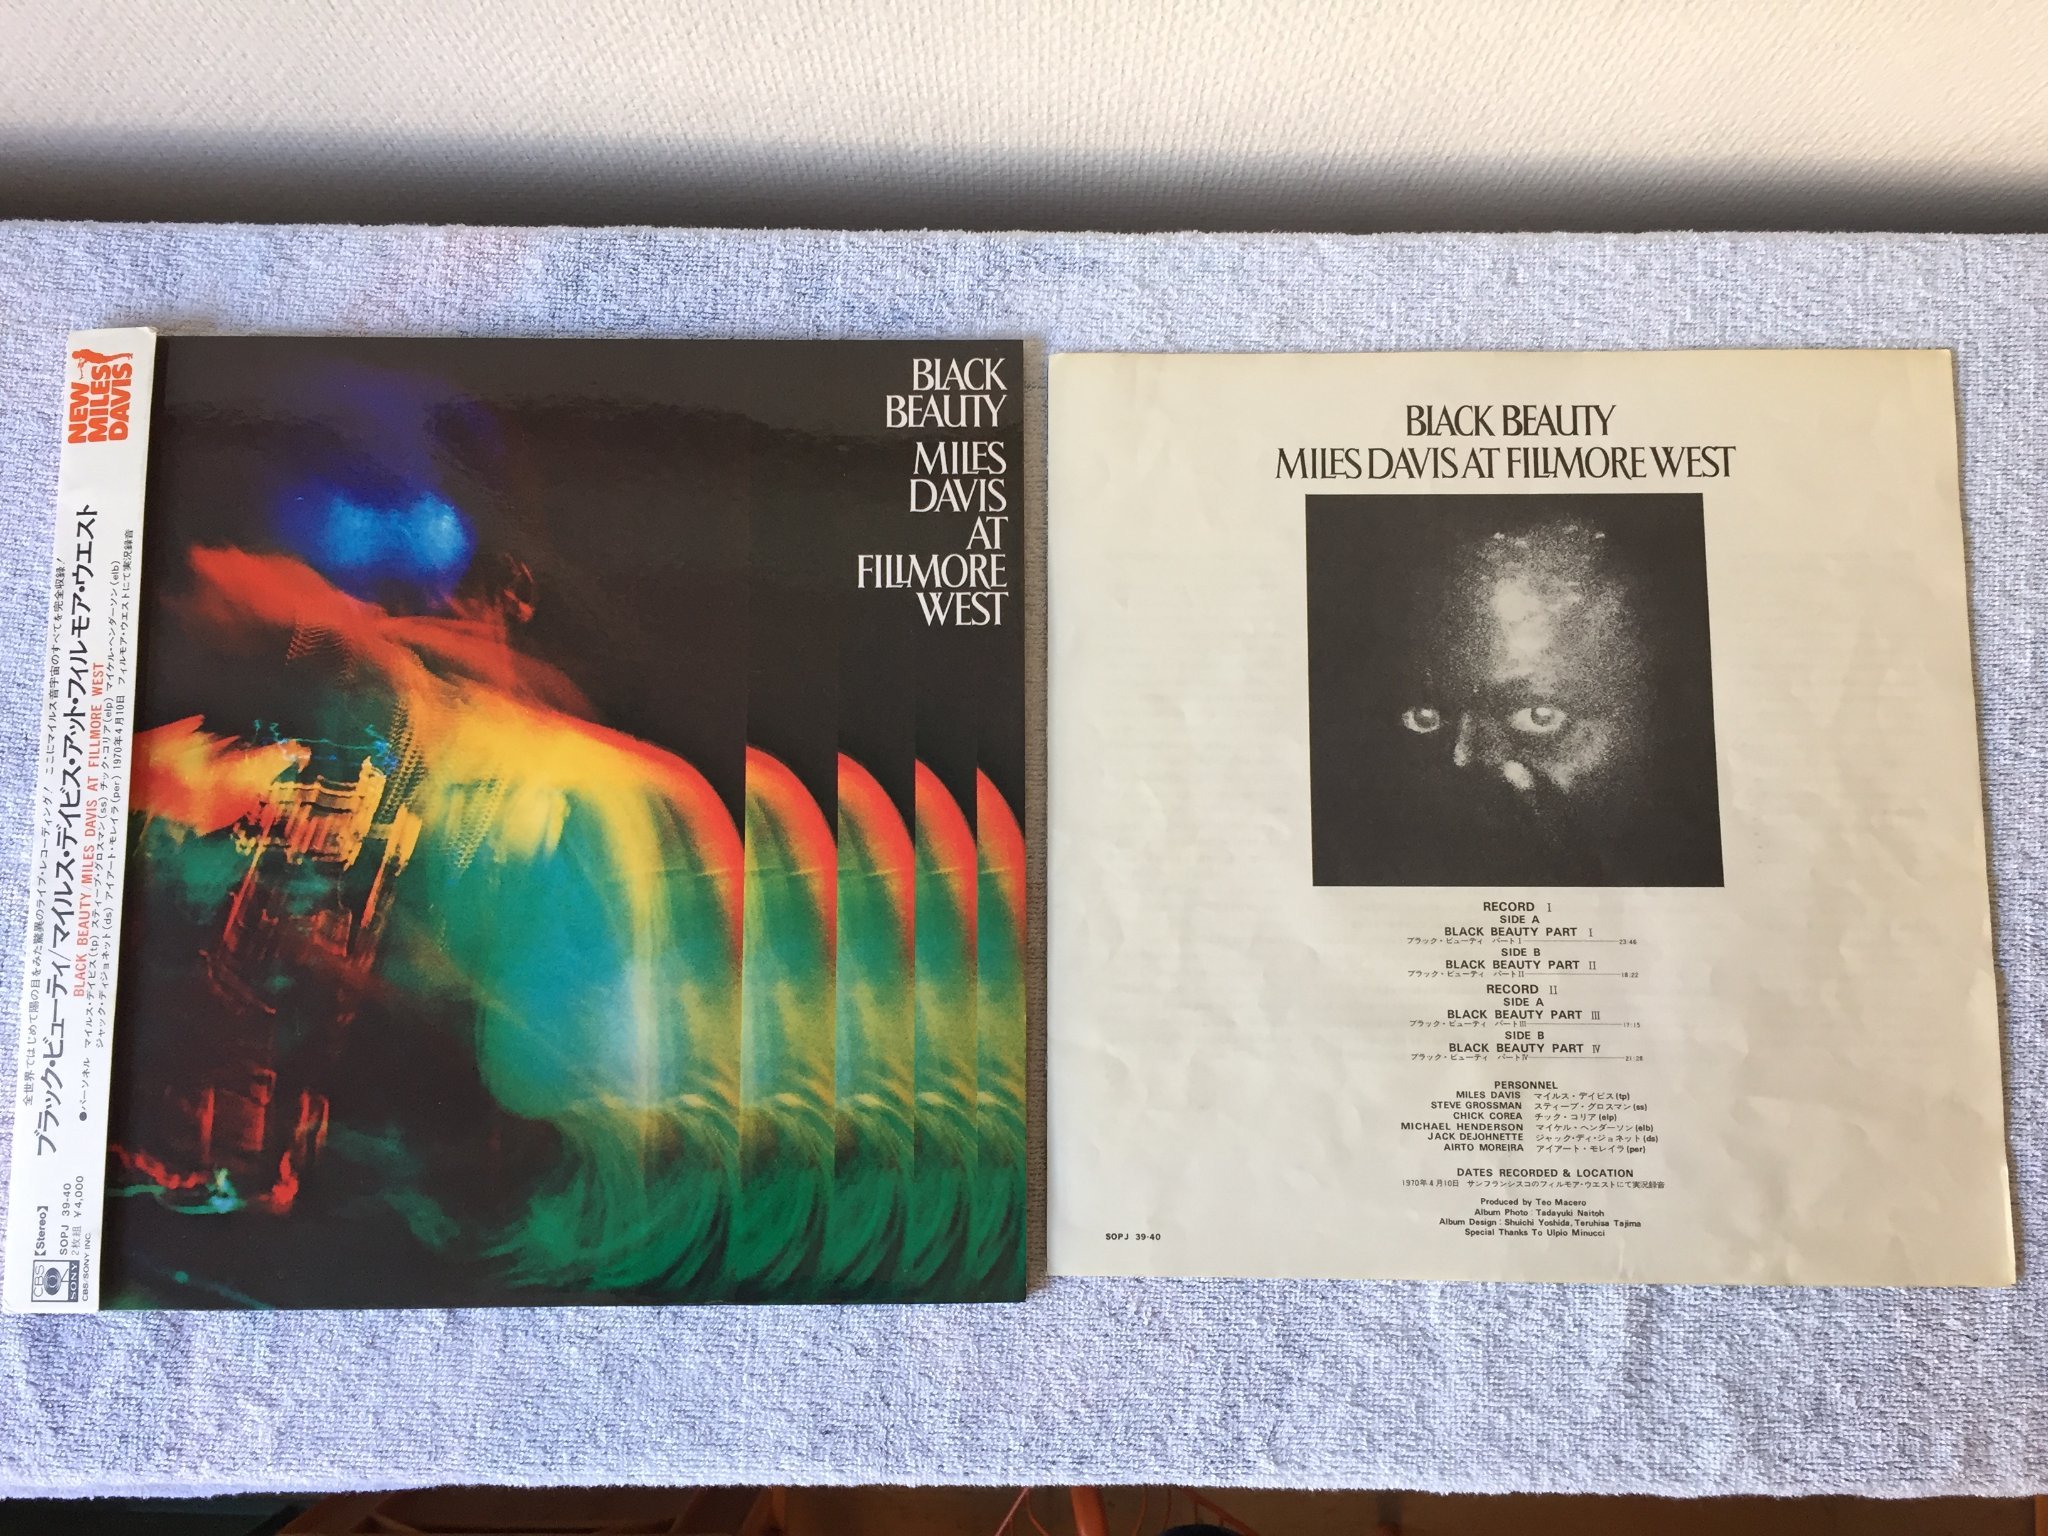 NEW
MILES
DAVIS
全世界ではじめて陽の目をみた驚異のライブ・レコーディング！ここにマイルス音宇宙のすべてを完全収録！
ブラック・ビューティ/マイルス・デイビス・アット・フィルモア・ウエスト
BLACK BEAUTY/MILES DAVIS AT FILLMORE WEST
●パーソネル マイルス・デイビス(tp) スティーブ・グロスマン(ss) チック・コリア(elp) マイケル・ヘンダーソン(elb)
ジャック・ディジョネット(ds) アイアート・モレイラ(per) 1970年4月10日 フィルモア・ウエストにて実況録音
【Stereo】
SOPJ 39-40
2枚組 ¥4,000
CBS
SONY
CBS/SONY INC.
BLACK
BEAUTY
MILES
DAVIS
AT
FILLMORE
WEST
BLACK BEAUTY
MILES DAVIS AT FILLMORE WEST
RECORD I
SIDE A
BLACK BEAUTY PART I
ブラック・ビューティ パートI 23:46
SIDE B
BLACK BEAUTY PART II
ブラック・ビューティ パートII 18:22
RECORD II
SIDE A
BLACK BEAUTY PART III
ブラック・ビューティ パートIII 17:15
SIDE B
BLACK BEAUTY PART IV
ブラック・ビューティ パートIV 21:28
PERSONNEL
MILES DAVIS マイルス・デイビス(tp)
STEVE GROSSMAN スティーブ・グロスマン(ss)
CHICK COREA チック・コリア(elp)
MICHAEL HENDERSON マイケル・ヘンダーソン(elb)
JACK DEJOHNETTE ジャック・ディ・ジョネット(ds)
AIRTO MOREIRA アイアート・モレイラ(per)
DATES RECORDED & LOCATION
1970年4月10日 サンフランシスコのフィルモア・ウエストにて実況録音
Produced by Teo Macero
Album Photo : Tadayuki Naitoh
Album Design : Shuichi Yoshida, Teruhisa Tajima
Special Thanks To Ulpio Minucci
SOPJ 39-40